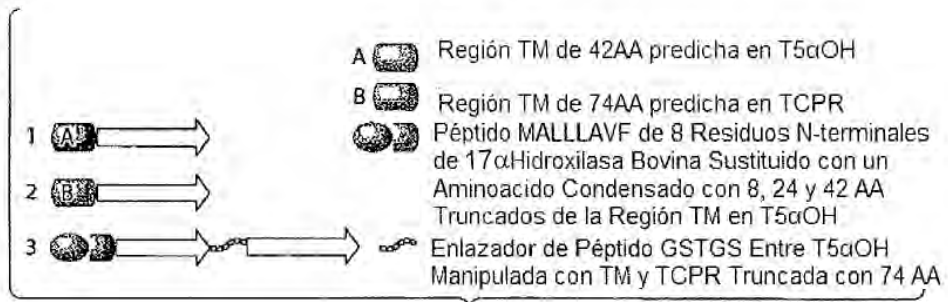 A Región TM de 42AA predicha en T5αOH
B Región TM de 74AA predicha en TCPR
1 A
Péptido MALLLAVF de 8 Residuos N-terminales
de 17αHidroxilasa Bovina Sustituido con un
2 B
Aminoacido Condensado con 8, 24 y 42 AA
Truncados de la Región TM en T5αOH
3
Enlazador de Péptido GSTGS Entre T5αOH
Manipulada con TM y TCPR Truncada con 74 AA